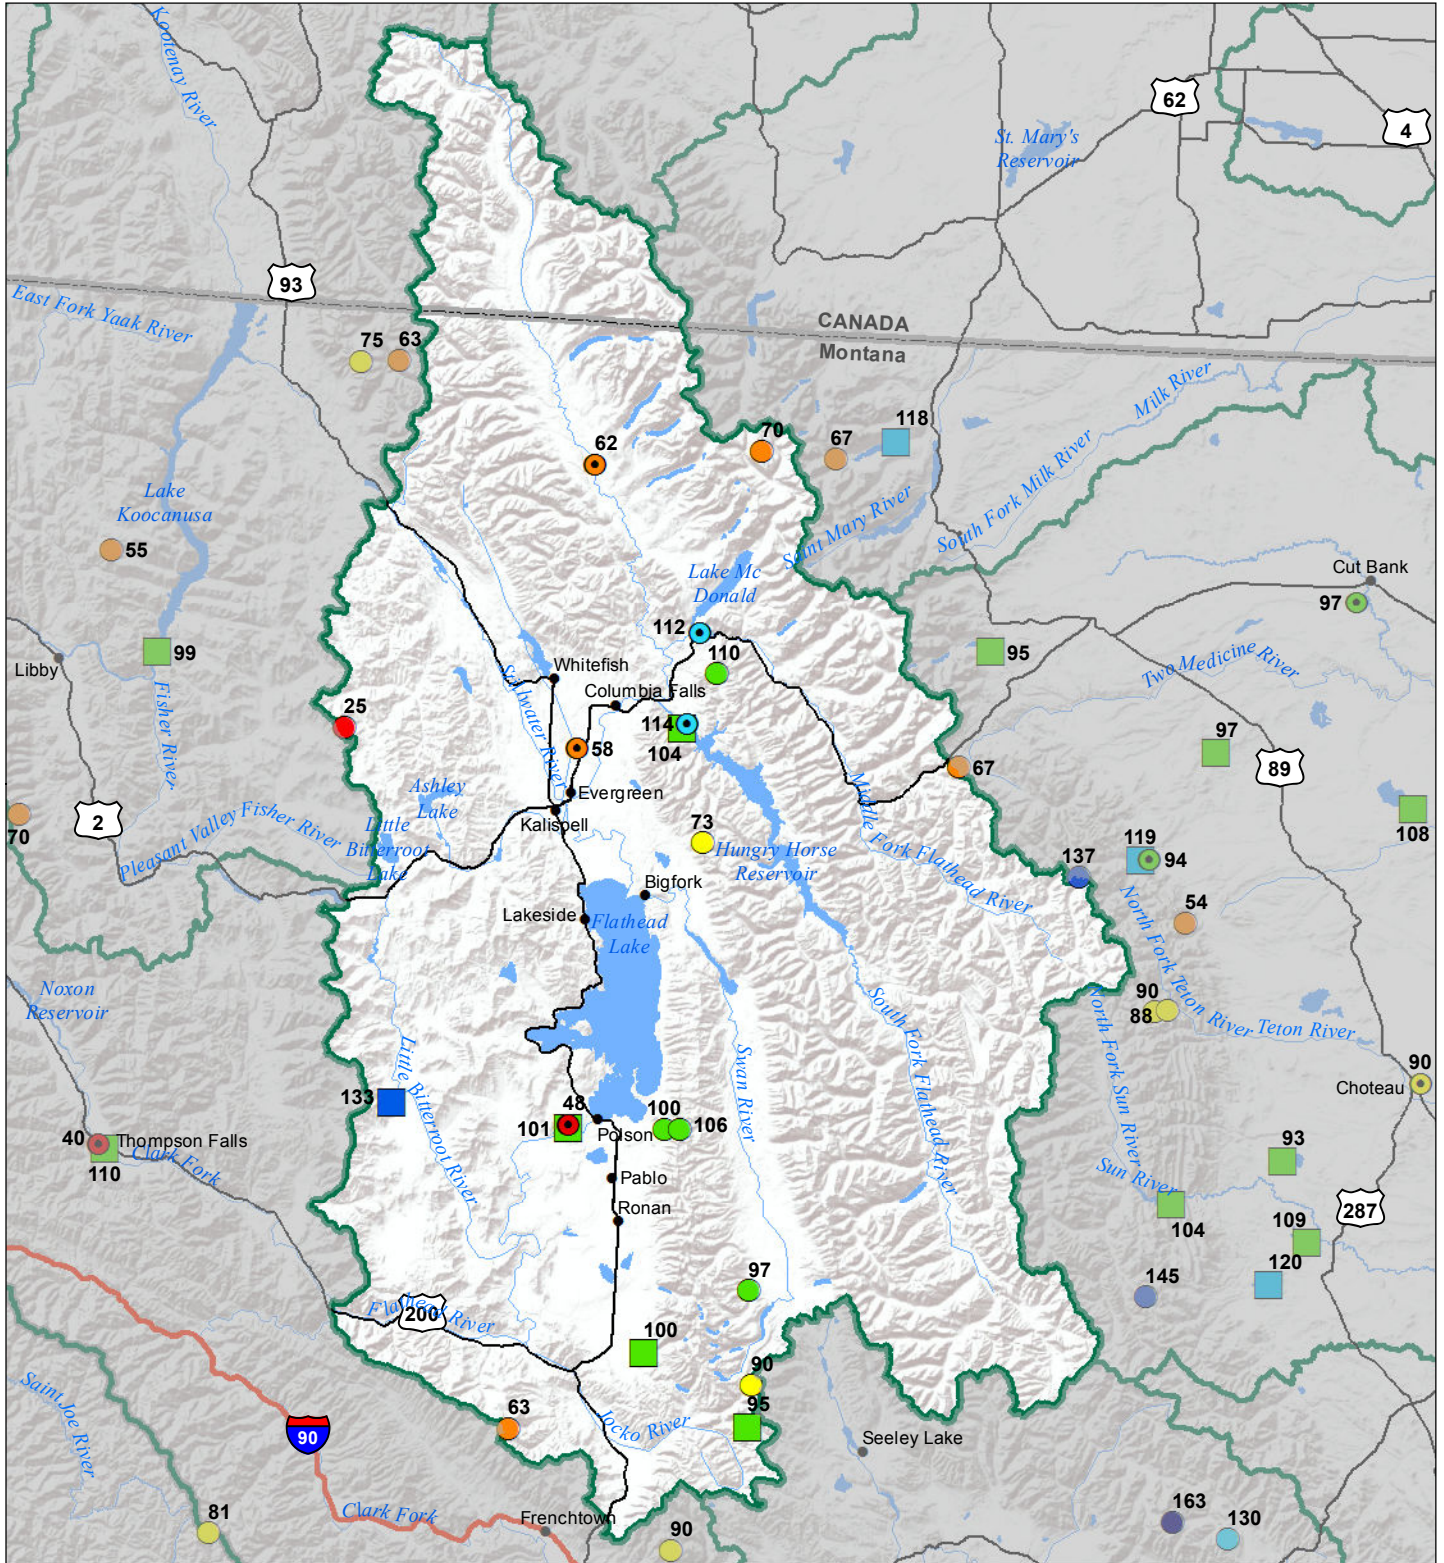 Kootenay River
62
4
St. Mary's
Reservoir
93
East Fork Yaak River
CANADA
Montana
75
63
Milk River
118
70
67
62
South Fork Milk River
Lake
Koocanusa
Saint Mary River
55
Lake Mc
Donald
Cut Bank
97
112
99
Libby
Whitefish
110
95
Two Medicine River
Columbia Falls
Stillwater River
Fisher River
25
114
104
97
58
67
89
Ashley
Lake
Evergreen
Middle Fork Flathead River
70
2
Pleasant Valley Fisher River
Little
Bitterroot
Lake
Kalispell
73
Hungry Horse
Reservoir
108
119
94
137
Bigfork
Lakeside
Flathead
Lake
54
North Fork Teton River
Noxon
Reservoir
90
88
Teton River
South Fork Flathead River
North Fork Sun River
Swan River
Little Bitterroot River
90
Choteau
133
48
101
Polson
100
106
40
Thompson Falls
110
Clark Fork
93
Sun River
Pablo
104
287
Ronan
109
120
145
97
200
Flathead River
100
90
95
Saint Joe River
63
Jocko River
90
Seeley Lake
81
Clark Fork
Frenchtown
90
163
130